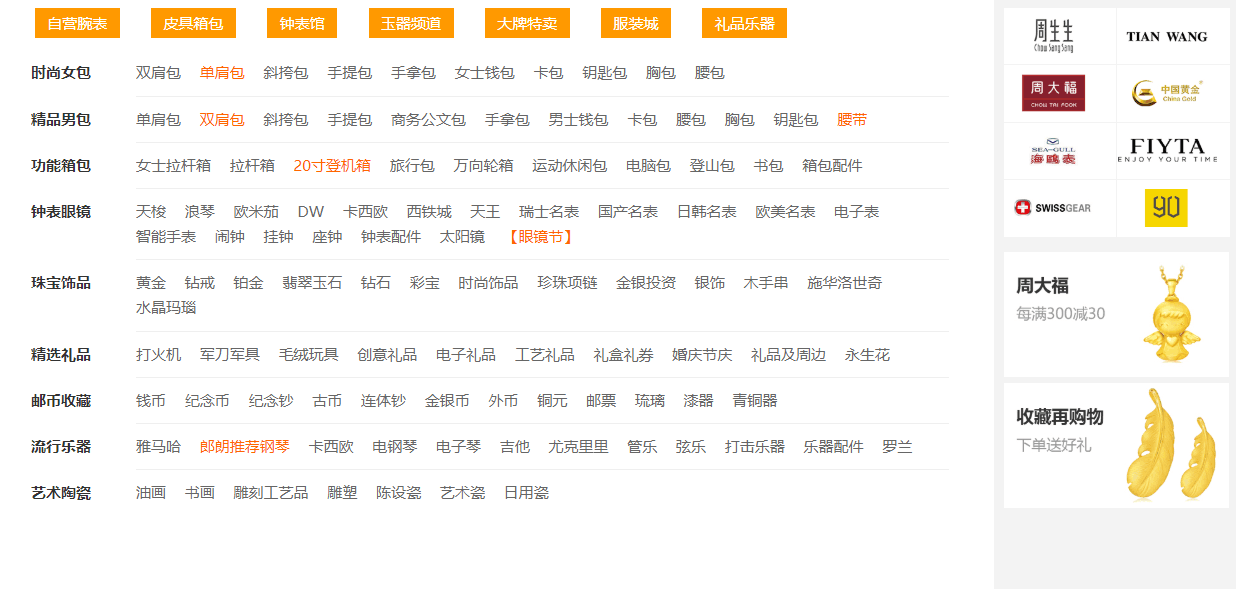 自营腕表 皮具箱包 钟表馆 玉器频道 大牌特卖 服装城 礼品乐器
时尚女包 双肩包 单肩包 斜挎包 手提包 手拿包 女士钱包 卡包 钥匙包 胸包 腰包
精品男包 单肩包 双肩包 斜挎包 手提包 商务公文包 手拿包 男士钱包 卡包 腰包 胸包 钥匙包 腰带
功能箱包 女士拉杆箱 拉杆箱 20寸登机箱 旅行包 万向轮箱 运动休闲包 电脑包 登山包 书包 箱包配件
钟表眼镜 天梭 浪琴 欧米茄 DW 卡西欧 西铁城 天王 瑞士名表 国产名表 日韩名表 欧美名表 电子表
智能手表 闹钟 挂钟 座钟 钟表配件 太阳镜 【眼镜节】
珠宝饰品 黄金 钻戒 铂金 翡翠玉石 钻石 彩宝 时尚饰品 珍珠项链 金银投资 银饰 木手串 施华洛世奇
水晶玛瑙
精选礼品 打火机 军刀军具 毛绒玩具 创意礼品 电子礼品 工艺礼品 礼盒礼券 婚庆节庆 礼品及周边 永生花
邮币收藏 钱币 纪念币 纪念钞 古币 连体钞 金银币 外币 铜元 邮票 琉璃 漆器 青铜器
流行乐器 雅马哈 郎朗推荐钢琴 卡西欧 电钢琴 电子琴 吉他 尤克里里 管乐 弦乐 打击乐器 乐器配件 罗兰
艺术陶瓷 油画 书画 雕刻工艺品 雕塑 陈设瓷 艺术瓷 日用瓷
周生生
Chow Sang Sang
TIAN WANG
周大福
CHOW TAI FOOK
中国黄金
China Gold
SEA-GULL
海鷗表
FIYTA
ENJOY YOUR TIME
SWISSGEAR
90
周大福
每满300减30
收藏再购物
下单送好礼